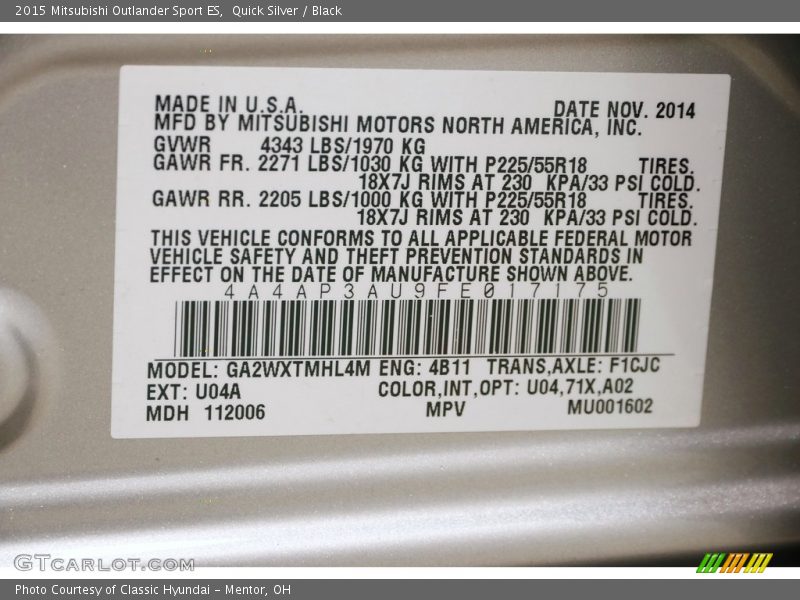 2015 Mitsubishi Outlander Sport ES,  Quick Silver / Black
MADE IN U.S.A. DATE NOV. 2014
MFD BY MITSUBISHI MOTORS NORTH AMERICA, INC.
GVWR 4343 LBS/1970 KG
GAWR FR. 2271 LBS/1030 KG WITH P225/55R18 TIRES,
18X7J RIMS AT 230 KPA/33 PSI COLD.
GAWR RR. 2205 LBS/1000 KG WITH P225/55R18 TIRES,
18X7J RIMS AT 230 KPA/33 PSI COLD.
THIS VEHICLE CONFORMS TO ALL APPLICABLE FEDERAL MOTOR
VEHICLE SAFETY AND THEFT PREVENTION STANDARDS IN
EFFECT ON THE DATE OF MANUFACTURE SHOWN ABOVE.
4A4AP3AU9FE017175
MODEL: GA2WXTMHL4M ENG: 4B11 TRANS,AXLE: F1CJC
EXT: U04A COLOR,INT,OPT: U04,71X,A02
MDH 112006 MPV MU001602
GTCARLOT.COM
Photo Courtesy of Classic Hyundai - Mentor, OH